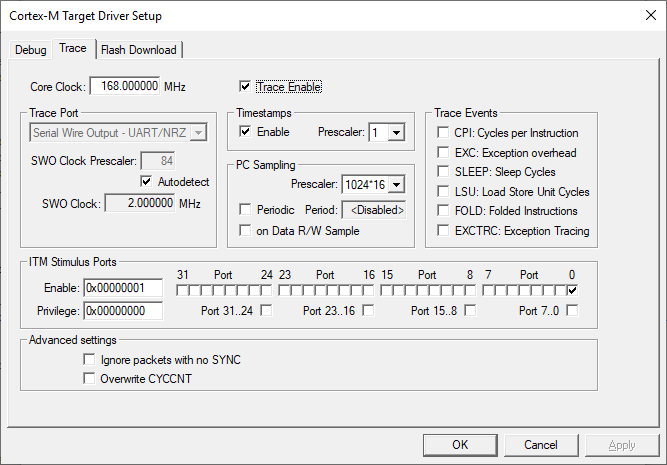 Cortex-M Target Driver Setup
Debug Trace Flash Download
Core Clock: 168.000000 MHz Trace Enable
Trace Port
Serial Wire Output - UART/NRZ
SWO Clock Prescaler: 84
Autodetect
SWO Clock: 2.000000 MHz
Timestamps
Enable Prescaler: 1
PC Sampling
Prescaler: 1024*16
Periodic Period: <Disabled>
on Data R/W Sample
Trace Events
CPI: Cycles per Instruction
EXC: Exception overhead
SLEEP: Sleep Cycles
LSU: Load Store Unit Cycles
FOLD: Folded Instructions
EXCTRC: Exception Tracing
ITM Stimulus Ports
31 Port 24 23 Port 16 15 Port 8 7 Port 0
Enable: 0x00000001
Privilege: 0x00000000 Port 31..24 Port 23..16 Port 15..8 Port 7..0
Advanced settings
Ignore packets with no SYNC
Overwrite CYCCNT
OK Cancel Apply